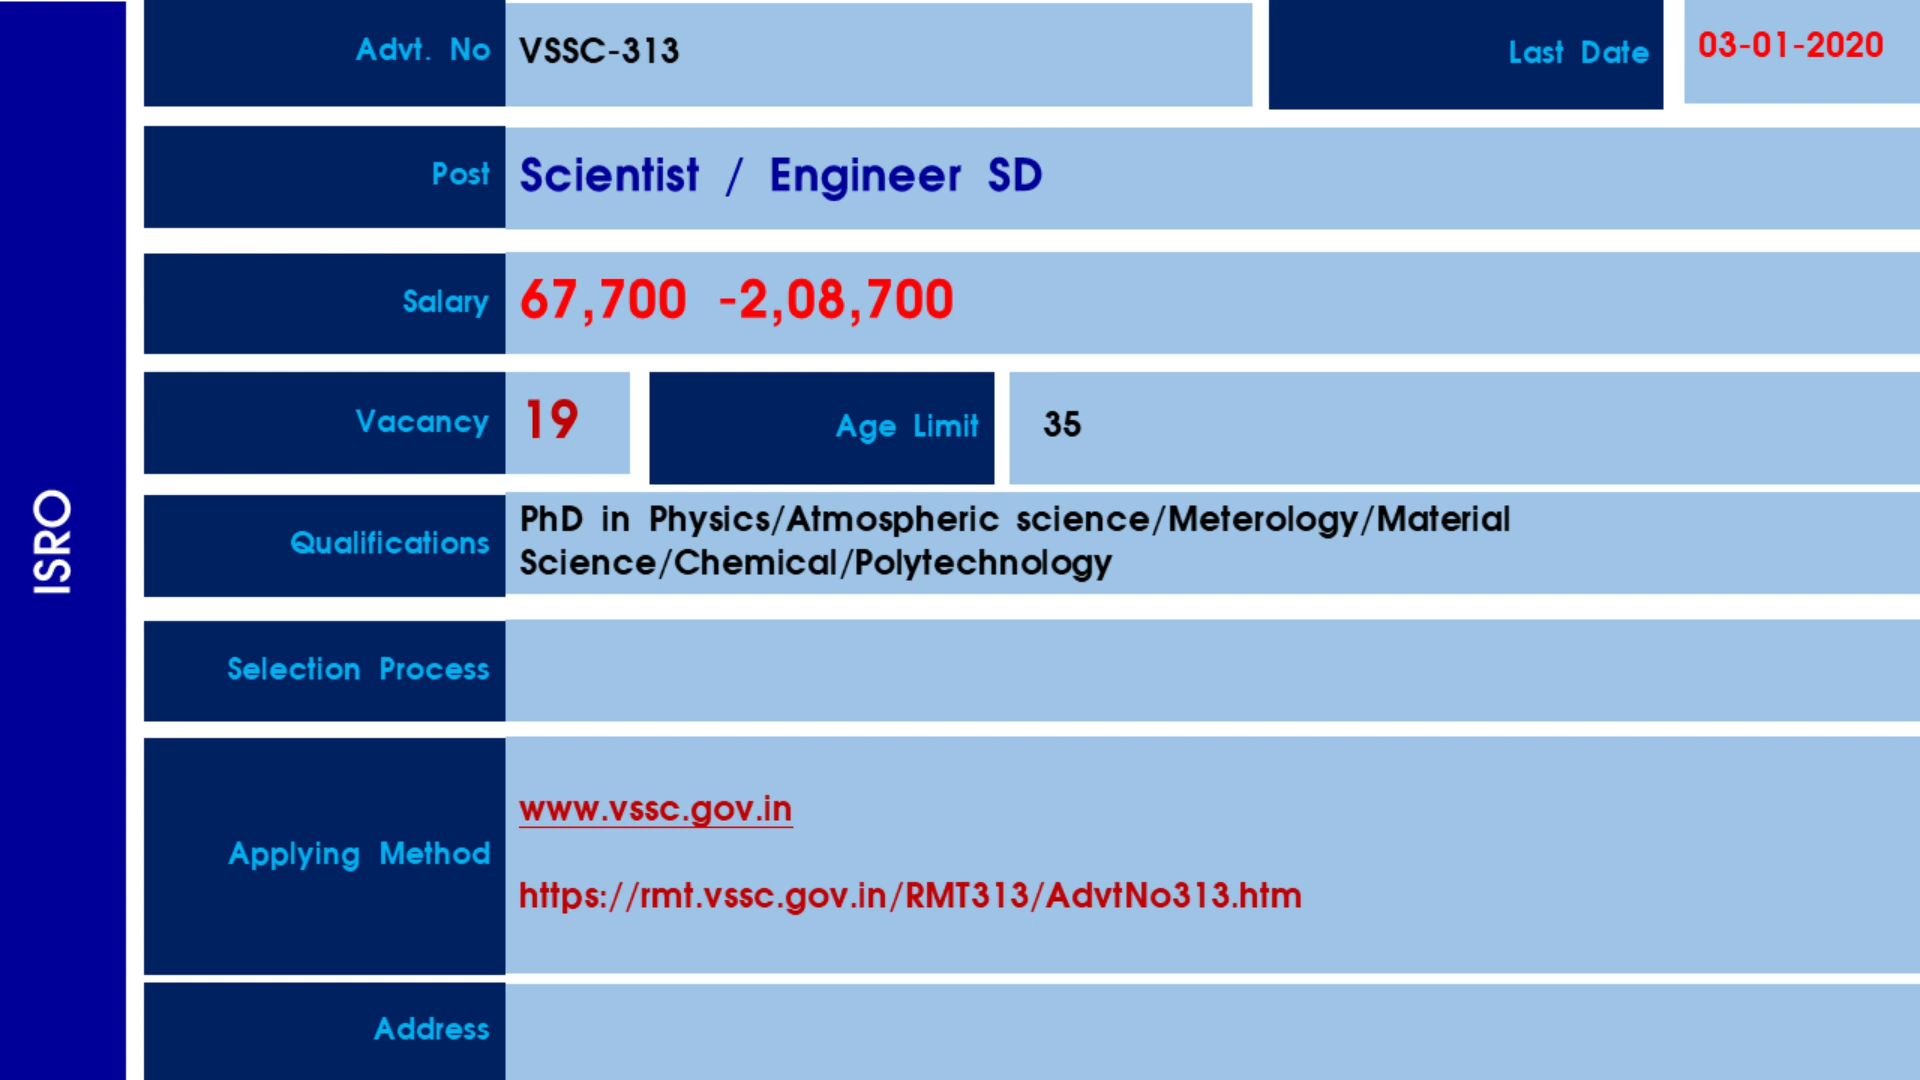 ISRO
Advt. No VSSC-313 Last Date 03-01-2020
Post Scientist / Engineer SD
Salary 67,700 -2,08,700
Vacancy 19 Age Limit 35
Qualifications PhD in Physics/Atmospheric science/Meterology/Material
Science/Chemical/Polytechnology
Selection Process
Applying Method
www.vssc.gov.in
https://rmt.vssc.gov.in/RMT313/AdvtNo313.htm
Address